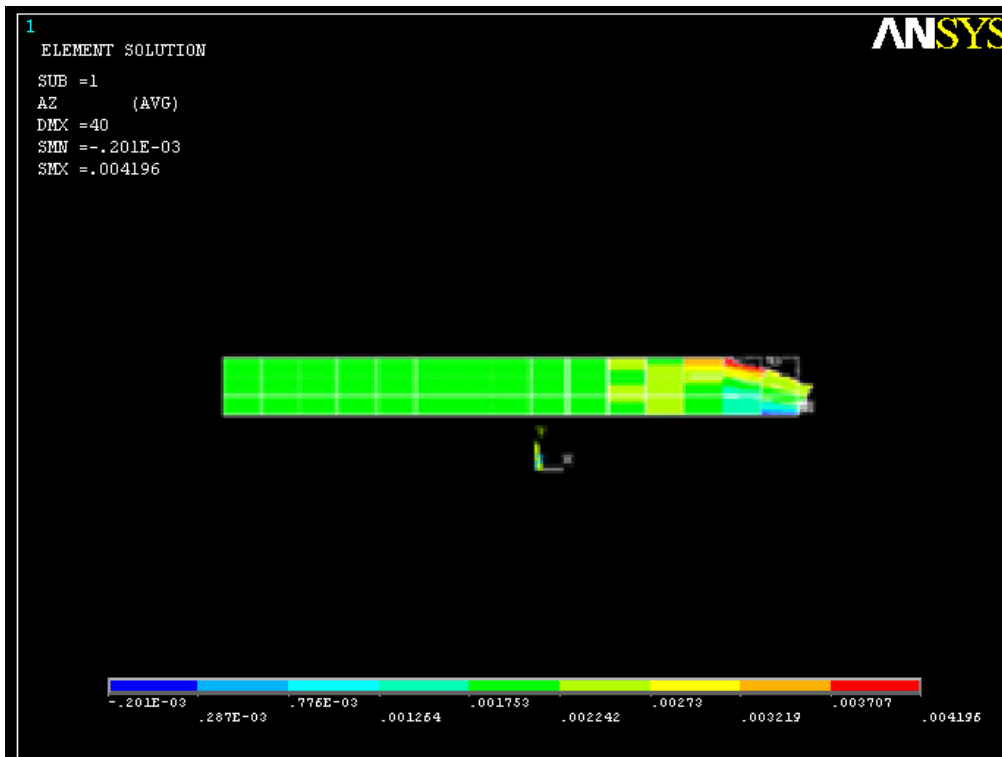 1
ANSYS
ELEMENT SOLUTION
SUB =1
AZ (AVG)
DMX =40
SMN =-.201E-03
SMX =.004196
-.201E-03 .776E-03 .001753 .00273 .003707
.287E-03 .001264 .002242 .003219 .004196